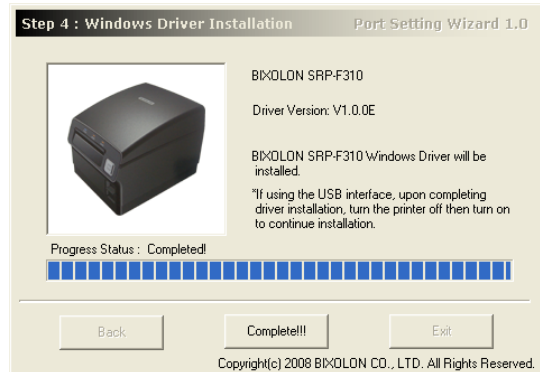 Step 4 : Windows Driver Installation
Port Setting Wizard 1.0
BIXOLON SRP-F310
Driver Version: V1.0.0E
BIXOLON SRP-F310 Windows Driver will be
installed.
*If using the USB interface, upon completing
driver installation, turn the printer off then turn on
to continue installation.
Progress Status : Completed!
Back
Complete!!!
Exit
Copyright(c) 2008 BIXOLON CO., LTD. All Rights Reserved.